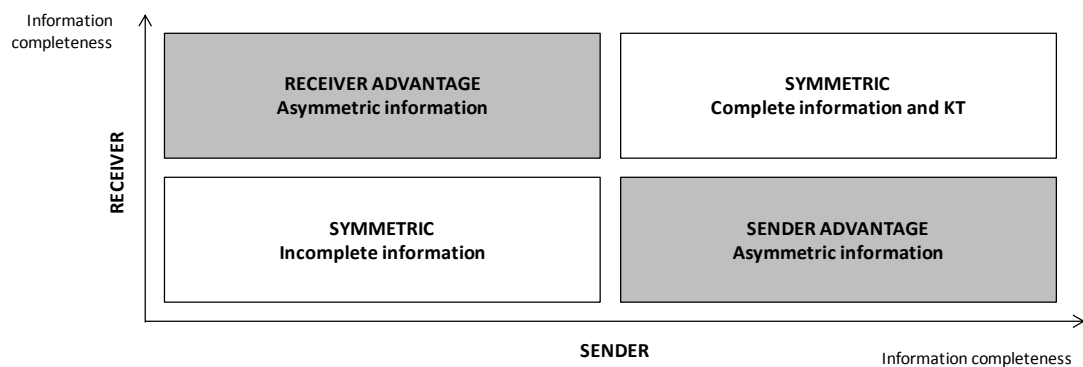 Information
completeness
RECEIVER ADVANTAGE
Asymmetric information
SYMMETRIC
Complete information and KT
RECEIVER
SYMMETRIC
Incomplete information
SENDER ADVANTAGE
Asymmetric information
SENDER
Information completeness